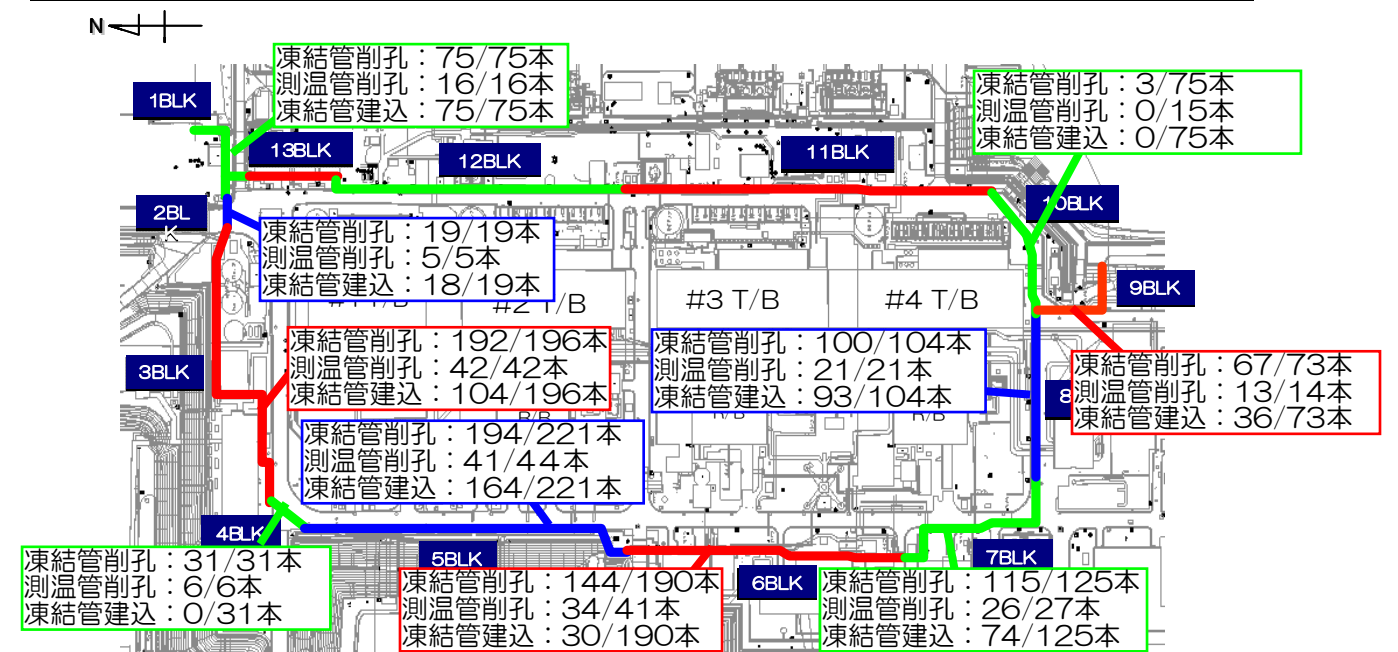 N
凍結管削孔：75/75本
測温管削孔：16/16本
凍結管建込：75/75本
凍結管削孔：3/75本
測温管削孔：0/15本
凍結管建込：0/75本
1BLK
13BLK
12BLK
11BLK
10BLK
2BL
K
凍結管削孔：19/19本
測温管削孔：5/5本
凍結管建込：18/19本
9BLK
#2 T/B
#3 T/B
#4 T/B
凍結管削孔：192/196本
測温管削孔：42/42本
凍結管建込：104/196本
凍結管削孔：100/104本
測温管削孔：21/21本
凍結管建込：93/104本
凍結管削孔：67/73本
測温管削孔：13/14本
凍結管建込：36/73本
3BLK
8
R/B
R/B
R/B
凍結管削孔：194/221本
測温管削孔：41/44本
凍結管建込：164/221本
4BLK
5BLK
6BLK
7BLK
凍結管削孔：31/31本
測温管削孔：6/6本
凍結管建込：0/31本
凍結管削孔：144/190本
測温管削孔：34/41本
凍結管建込：30/190本
凍結管削孔：115/125本
測温管削孔：26/27本
凍結管建込：74/125本